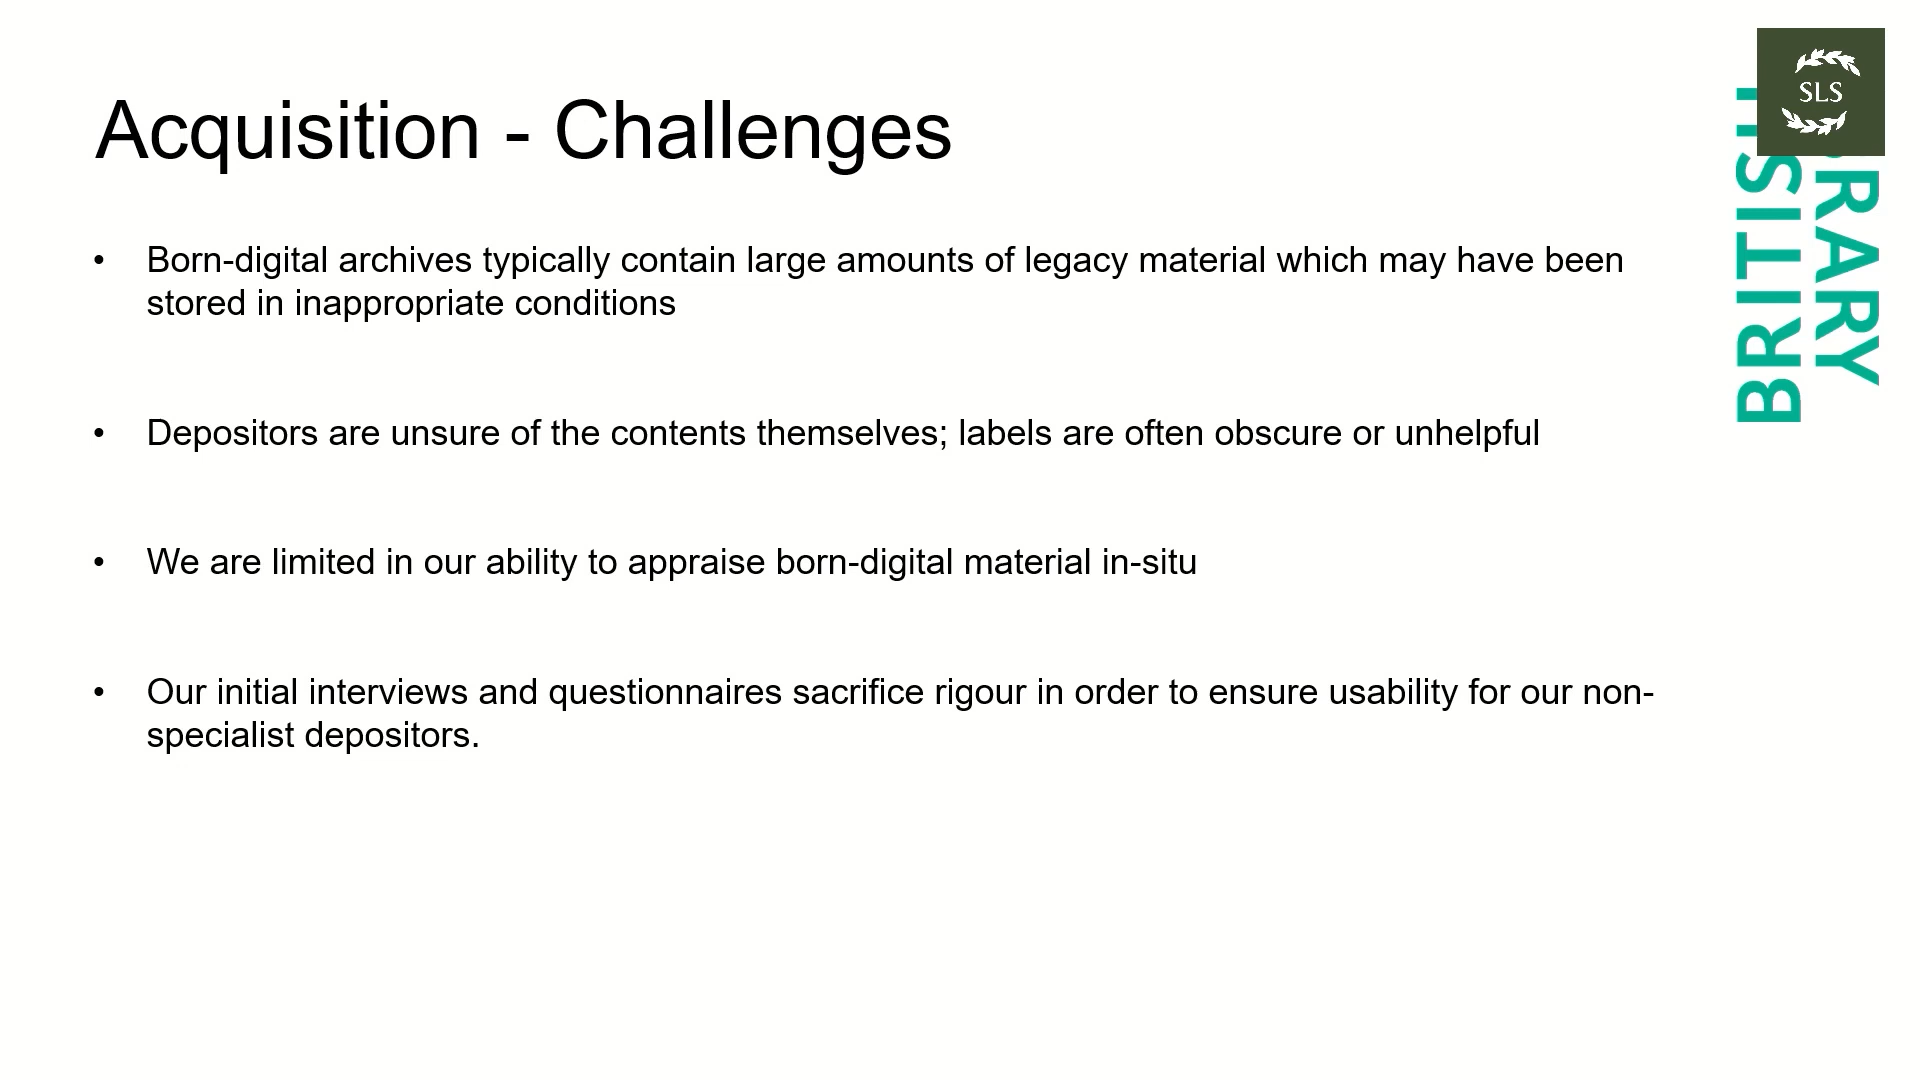 Acquisition - Challenges
• Born-digital archives typically contain large amounts of legacy material which may have been
stored in inappropriate conditions
• Depositors are unsure of the contents themselves; labels are often obscure or unhelpful
• We are limited in our ability to appraise born-digital material in-situ
• Our initial interviews and questionnaires sacrifice rigour in order to ensure usability for our non-
specialist depositors.
SLS